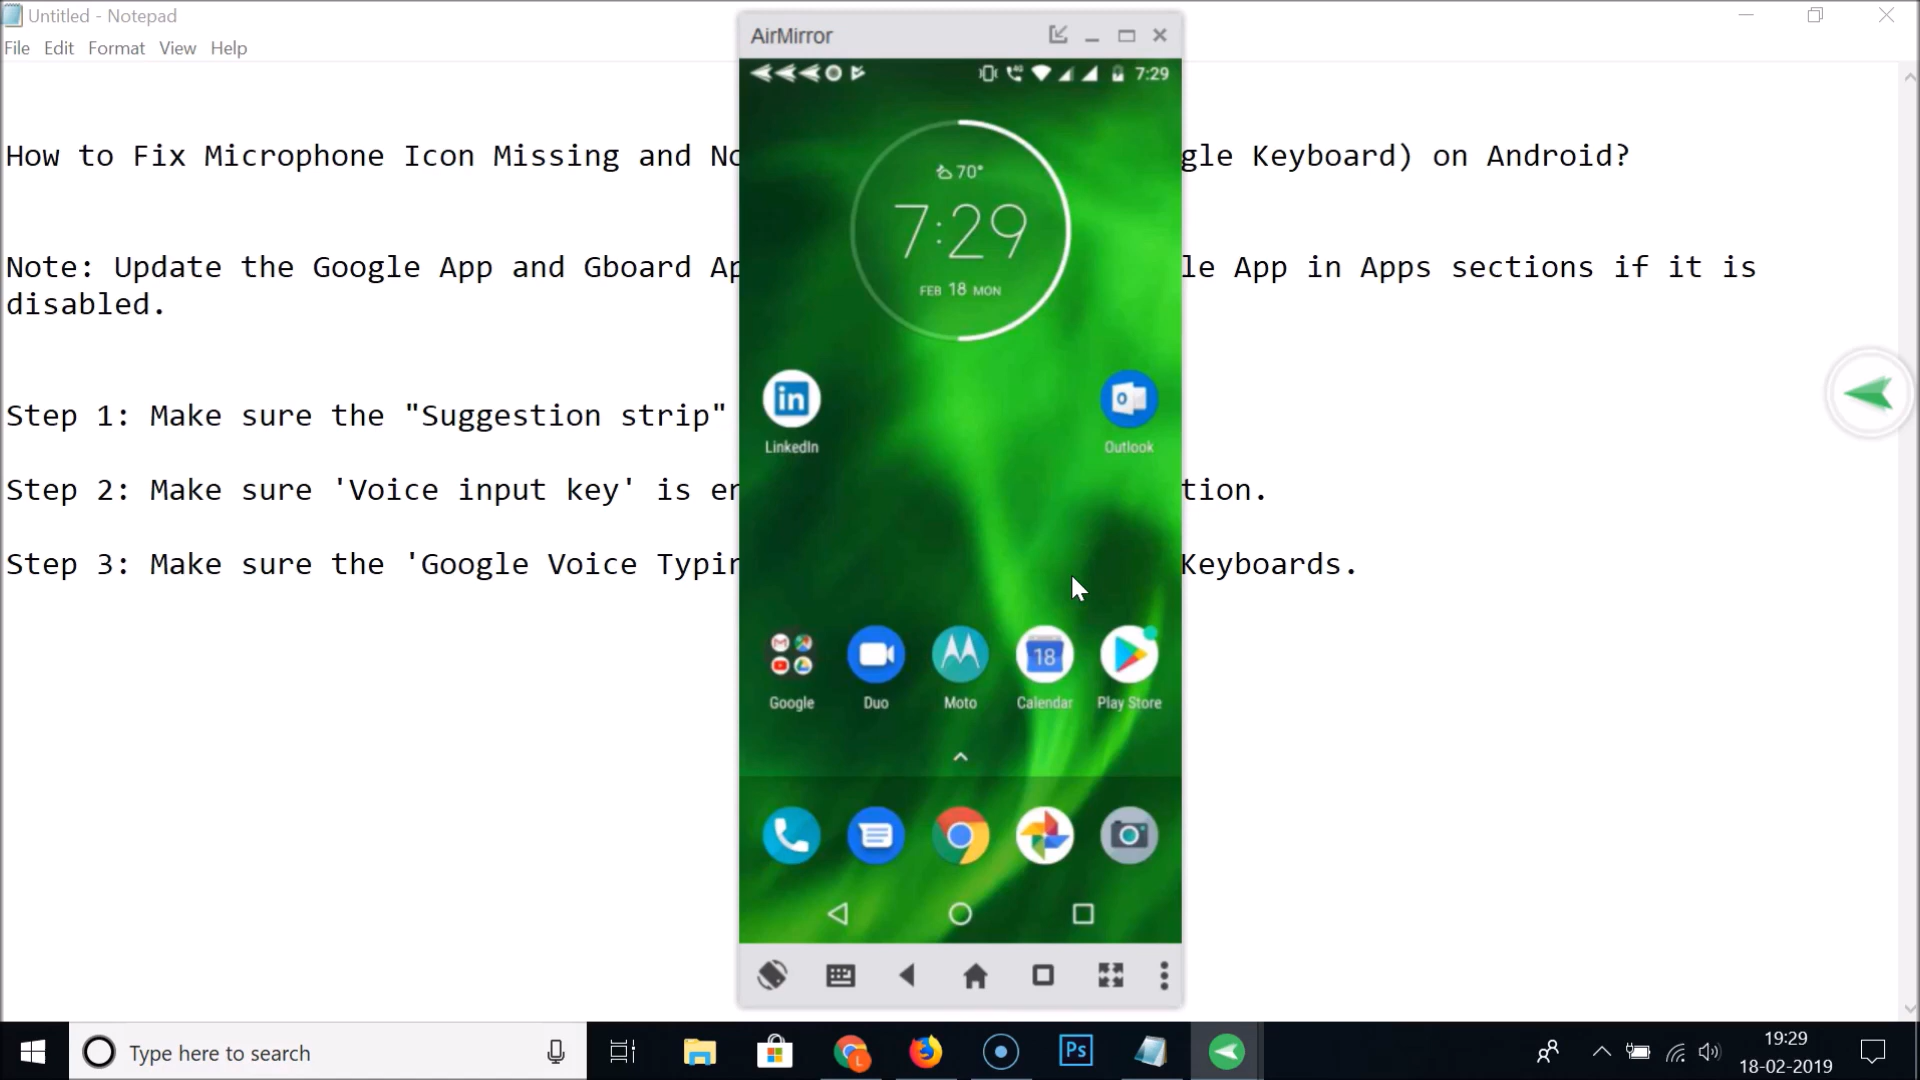 Untitled - Notepad
File Edit Format View Help
AirMirror
7:29
How to Fix Microphone Icon Missing and
gle Keyboard) on Android?
70°
7:29
FEB 18 MON
Note: Update the Google App and Gboard
le App in Apps sections if it is
disabled.
Step 1: Make sure the "Suggestion strip"
LinkedIn
Outlook
Step 2: Make sure 'Voice input key' is
tion.
Step 3: Make sure the 'Google Voice
Keyboards.
18
Google Duo Moto Calendar Play Store
Type here to search
Ps
L
19:29
18-02-2019